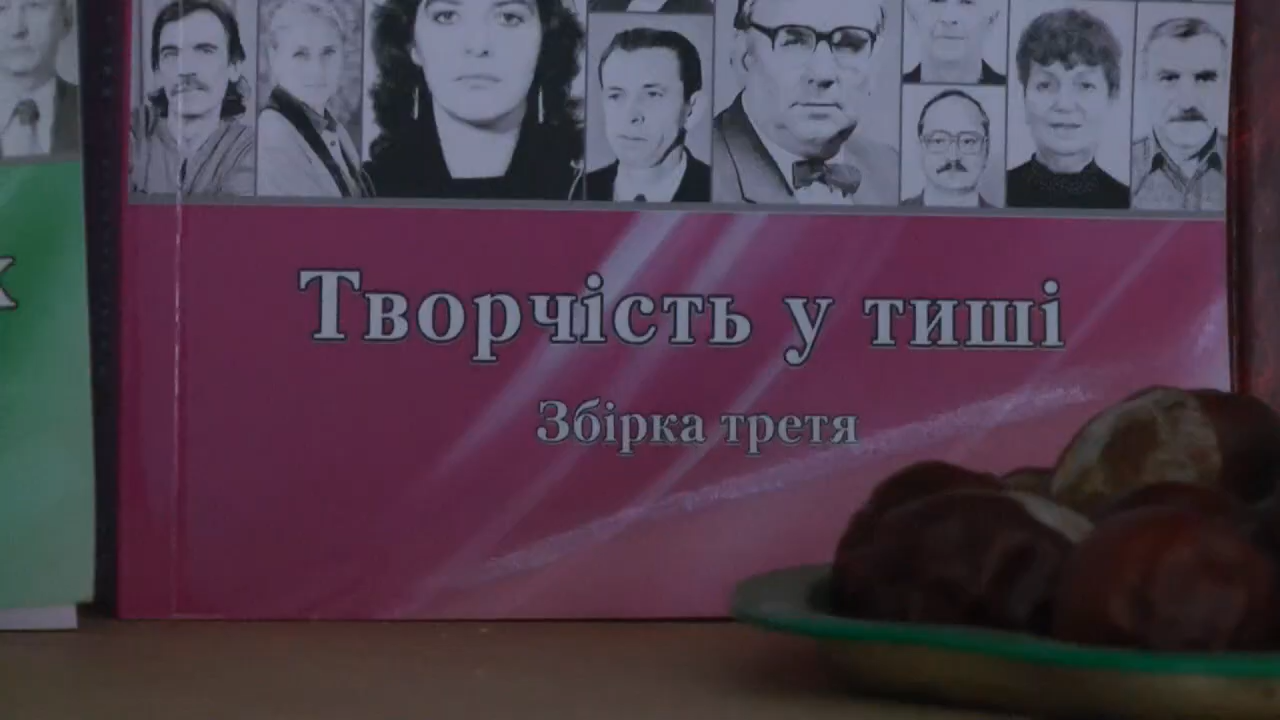 Творчість у тиші
Збірка третя